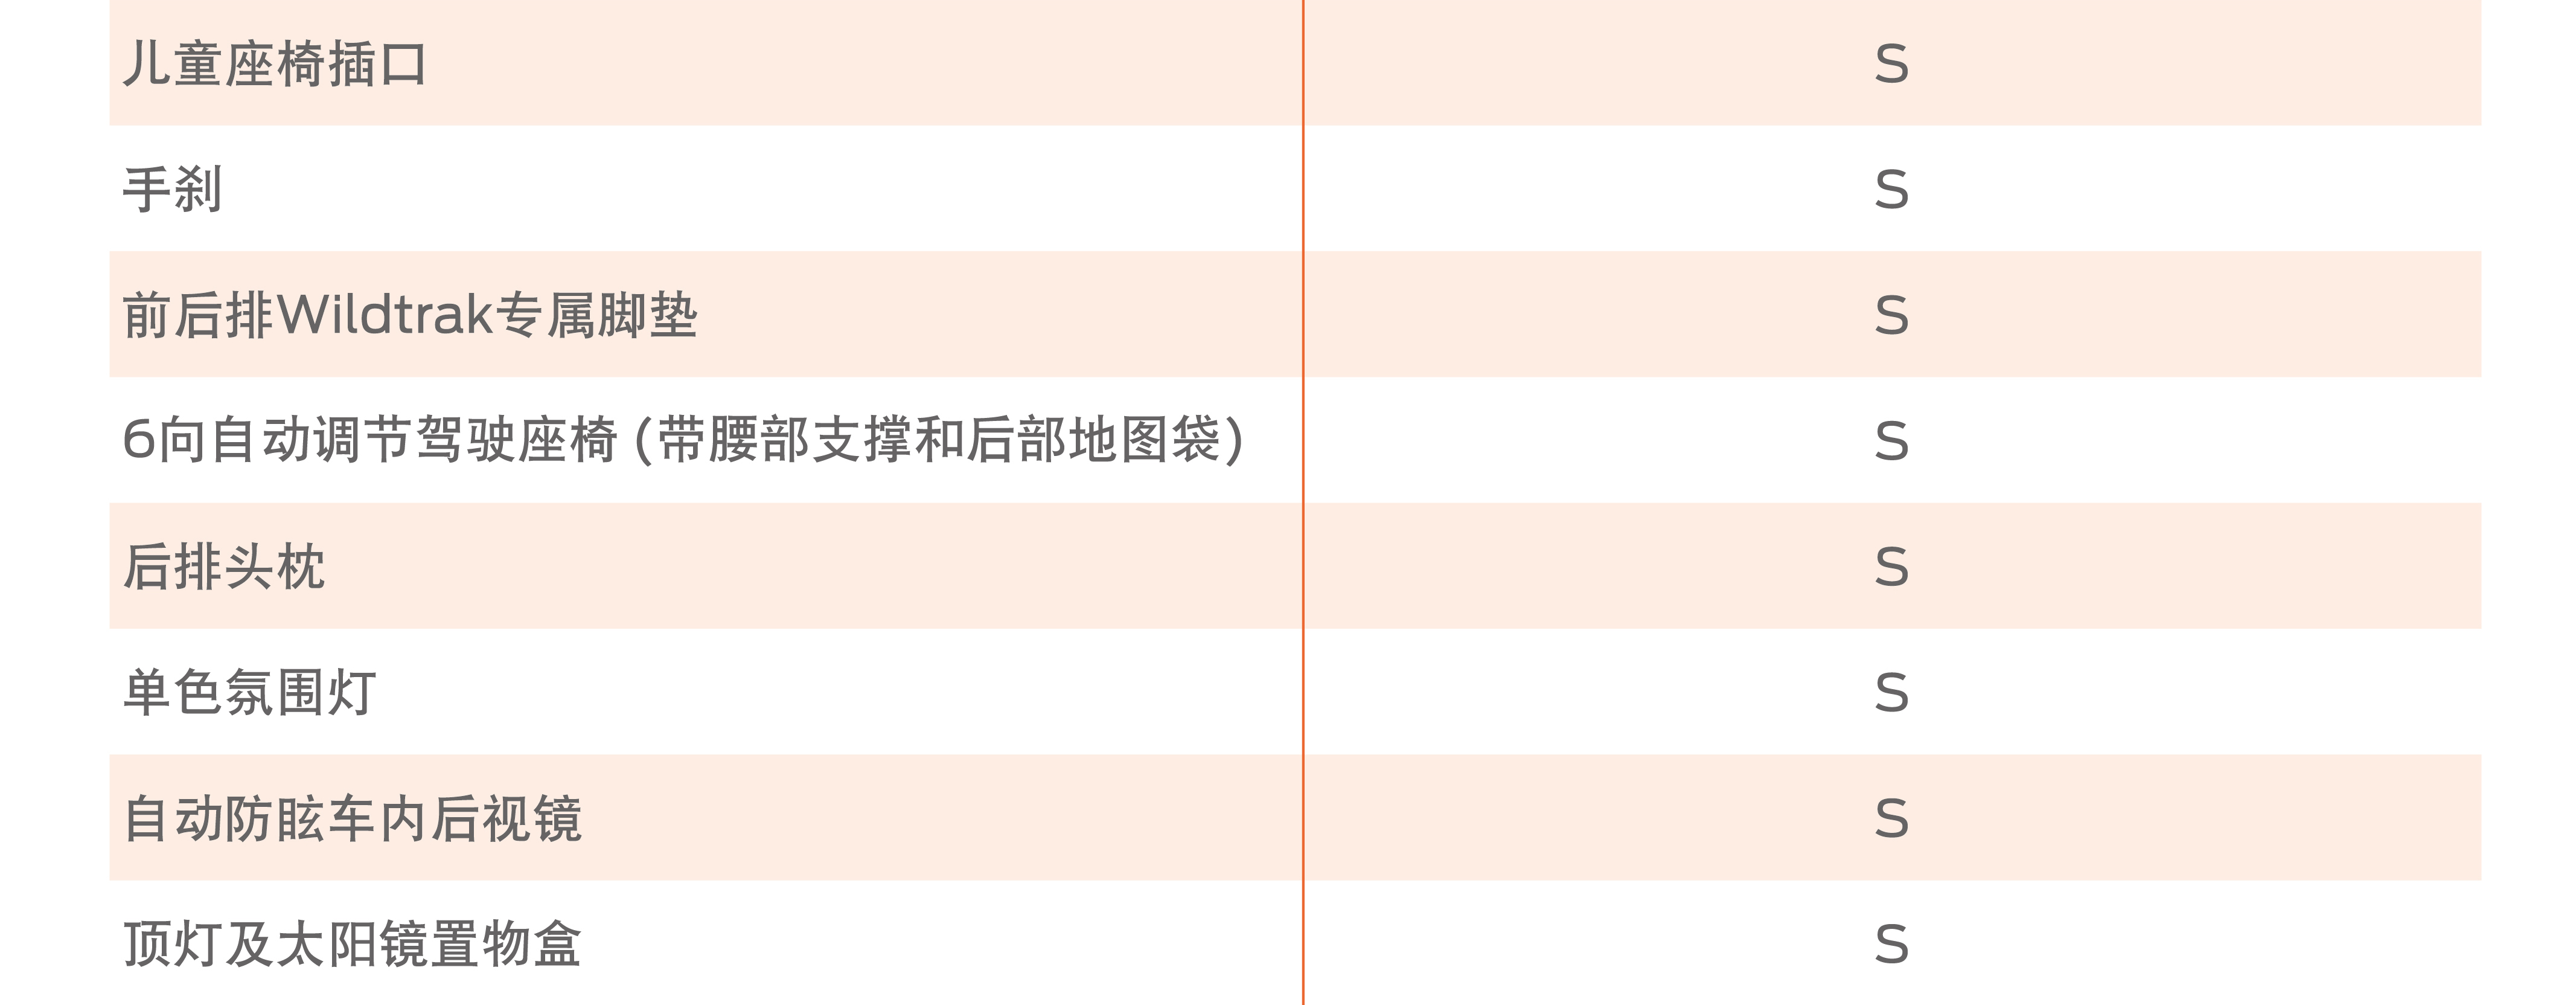 儿童座椅插口 S
手刹 S
前后排Wildtrak专属脚垫 S
6向自动调节驾驶座椅 (带腰部支撑和后部地图袋) S
后排头枕 S
单色氛围灯 S
自动防眩车内后视镜 S
顶灯及太阳镜置物盒 S